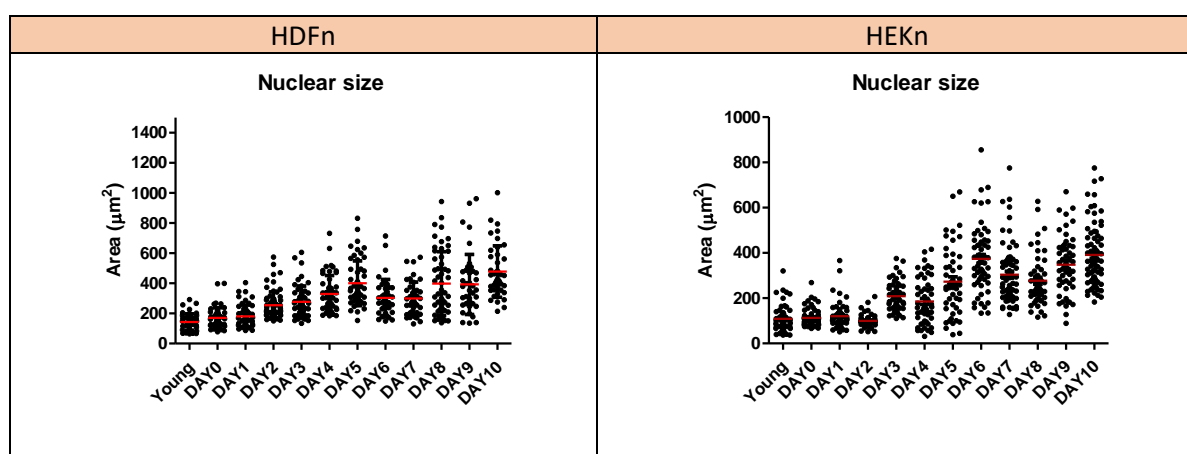 HDFn
HEKn
Nuclear size
1400
1200
1000
800
600
400
200
0
Area (μm²)
Young
DAY0
DAY1
DAY2
DAY3
DAY4
DAY5
DAY6
DAY7
DAY8
DAY9
DAY10
Nuclear size
1000
800
600
400
200
0
Area (μm²)
Young
DAY0
DAY1
DAY2
DAY3
DAY4
DAY5
DAY6
DAY7
DAY8
DAY9
DAY10